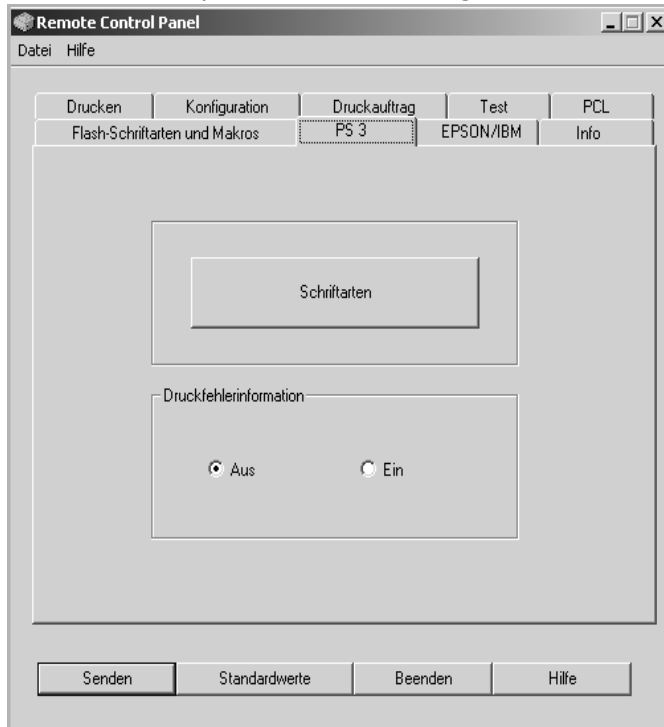 Remote Control Panel
Datei Hilfe
Drucken Konfiguration Druckauftrag Test PCL
Flash-Schriftarten und Makros PS 3 EPSON/IBM Info
Schriftarten
Druckfehlerinformation
Aus Ein
Senden Standardwerte Beenden Hilfe